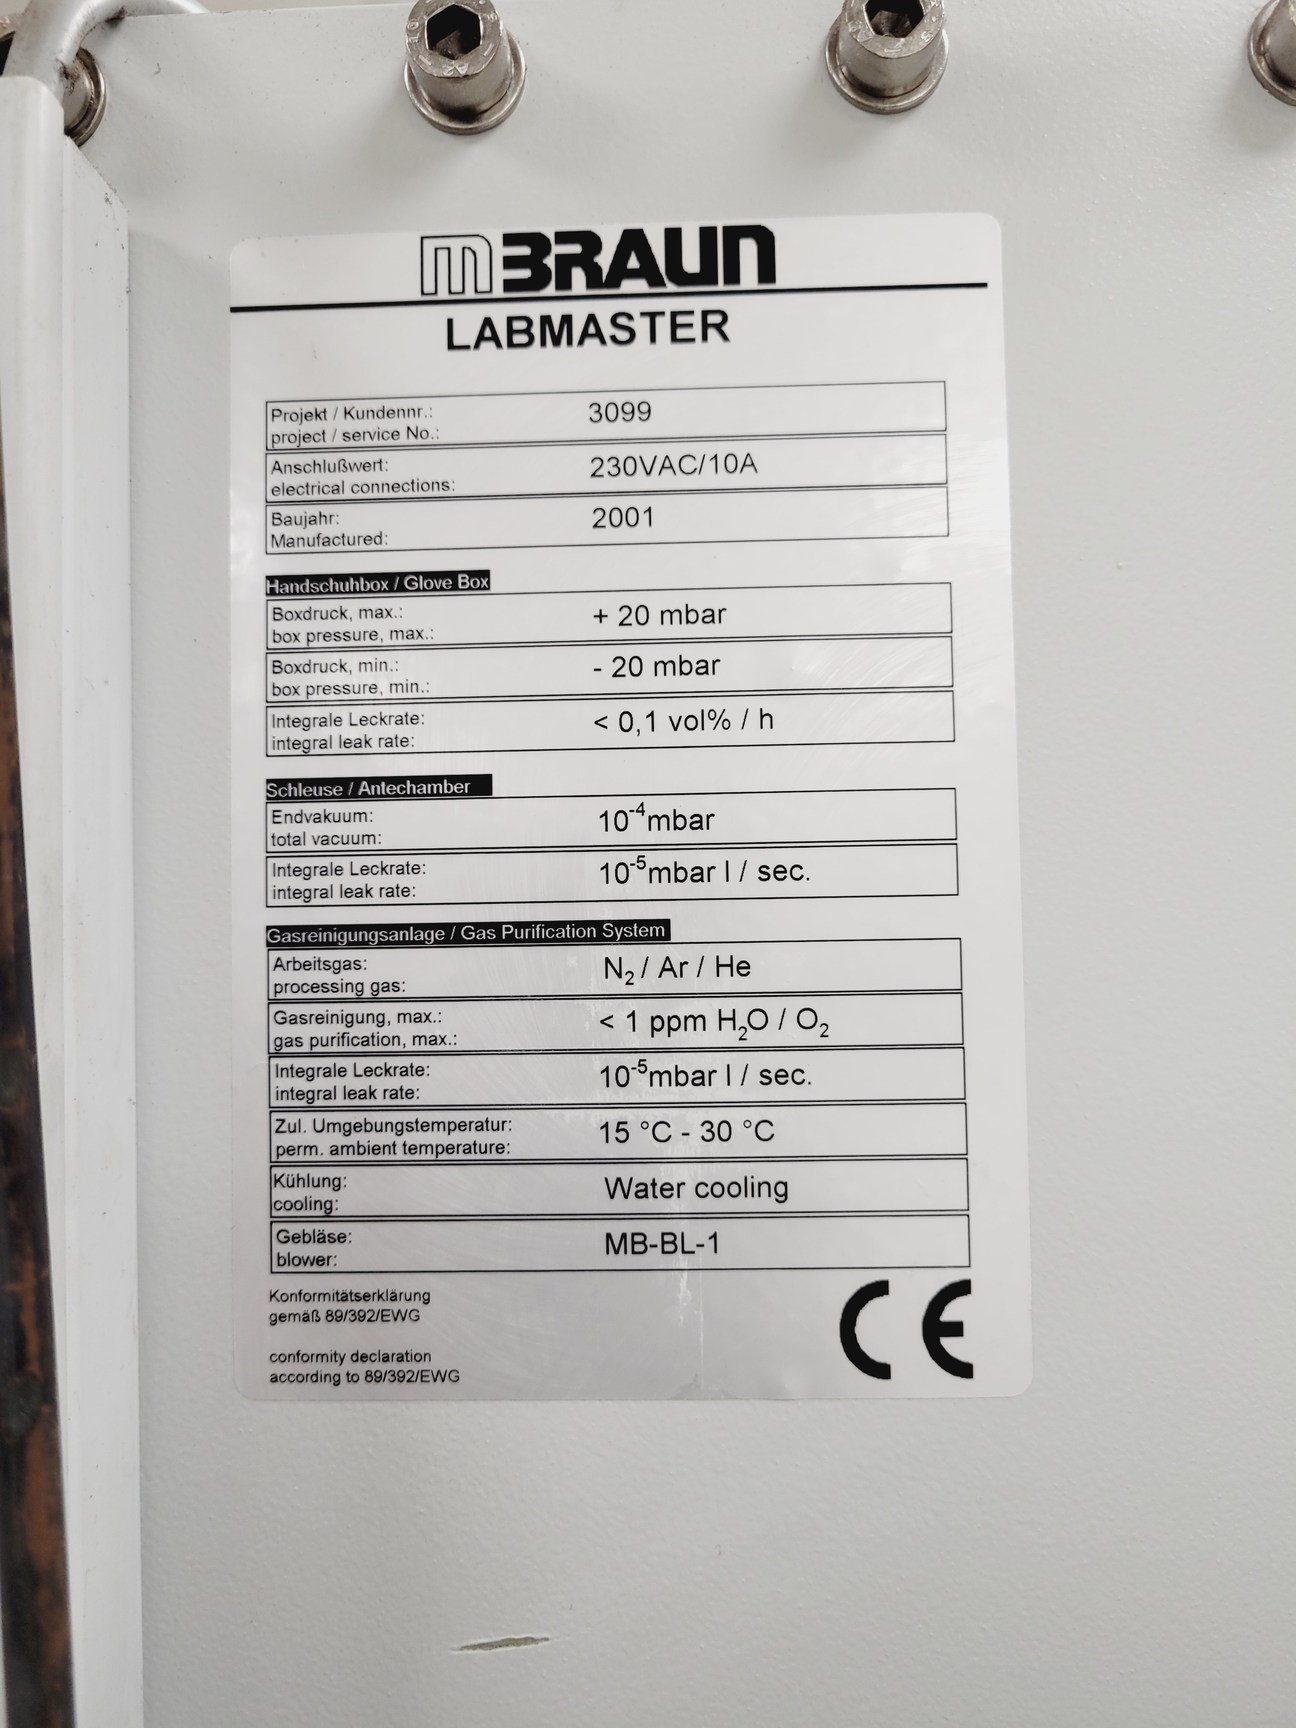 mBRAUN
LABMASTER
Projekt / Kundennr.: 3099
project / service No.:
Anschlußwert: 230VAC/10A
electrical connections:
Baujahr: 2001
Manufactured:
Handschuhbox / Glove Box
Boxdruck, max.: + 20 mbar
box pressure, max.:
Boxdruck, min.: - 20 mbar
box pressure, min.:
Integrale Leckrate: < 0,1 vol% / h
integral leak rate:
Schleuse / Antechamber
Endvakuum: 10⁻⁴mbar
total vacuum:
Integrale Leckrate: 10⁻⁵mbar l / sec.
integral leak rate:
Gasreinigungsanlage / Gas Purification System
Arbeitsgas: N₂ / Ar / He
processing gas:
Gasreinigung, max.: < 1 ppm H₂O / O₂
gas purification, max.:
Integrale Leckrate: 10⁻⁵mbar l / sec.
integral leak rate:
Zul. Umgebungstemperatur: 15 °C - 30 °C
perm. ambient temperature:
Kühlung: Water cooling
cooling:
Gebläse: MB-BL-1
blower:
Konformitätserklärung
gemäß 89/392/EWG
conformity declaration
according to 89/392/EWG
CE